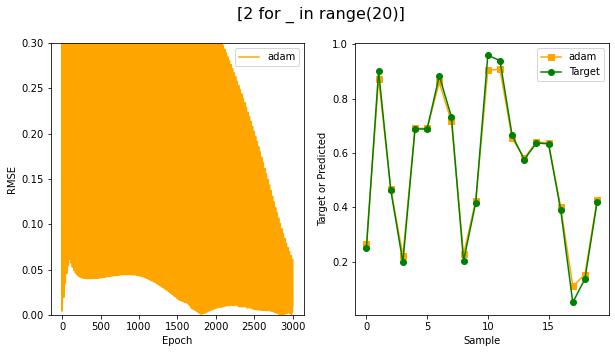 [2 for _ in range(20)]
0.30
0.25
0.20
0.15
0.10
0.05
0.00
RMSE
0 500 1000 1500 2000 2500 3000
Epoch
adam
1.0
0.8
0.6
0.4
0.2
Target or Predicted
0 5 10 15
Sample
adam
Target